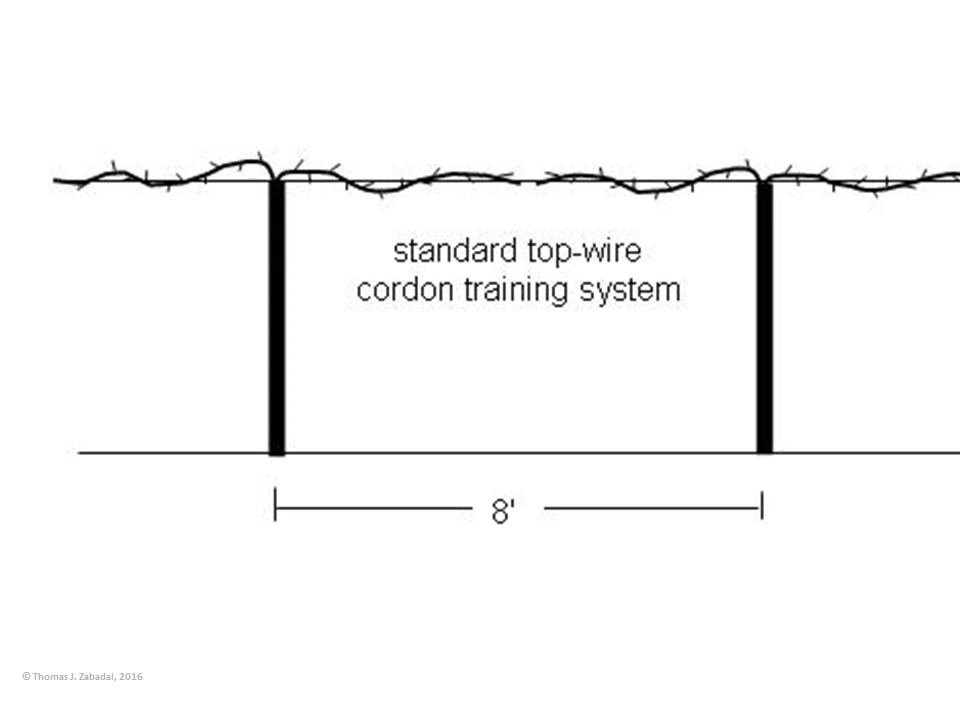 standard top-wire
cordon training system
8'
© Thomas J. Zabadal, 2016